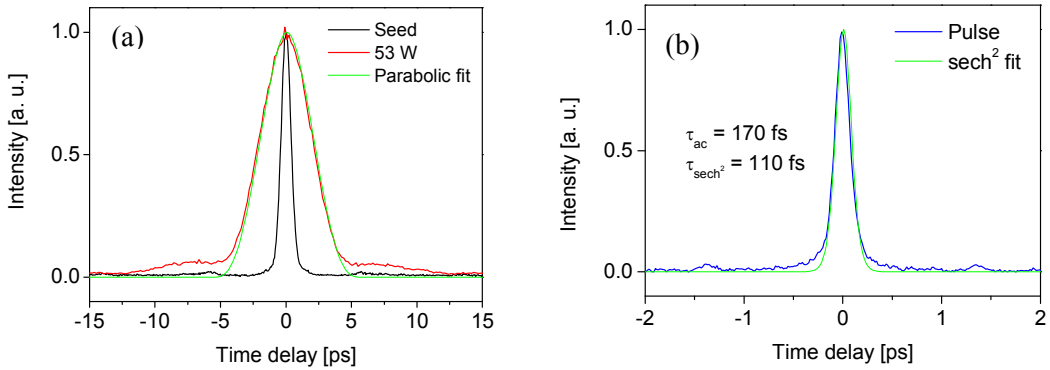 (a)
Seed
53 W
Parabolic fit
Intensity [a. u.]
1.0
0.5
0.0
-15
-10
-5
0
5
10
15
Time delay [ps]
(b)
Pulse
sech² fit
τac = 170 fs
τsech² = 110 fs
Intensity [a. u.]
1.0
0.5
0.0
-2
-1
0
1
2
Time delay [ps]